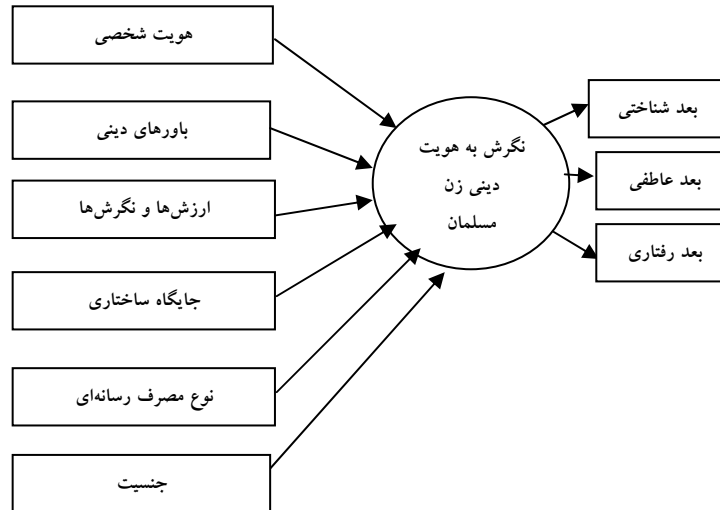 هویت شخصی
باورهای دینی
ارزش‌ها و نگرش‌ها
جایگاه ساختاری
نوع مصرف رسانه‌ای
جنسیت
نگرش به هویت
دینی زن
مسلمان
بعد شناختی
بعد عاطفی
بعد رفتاری